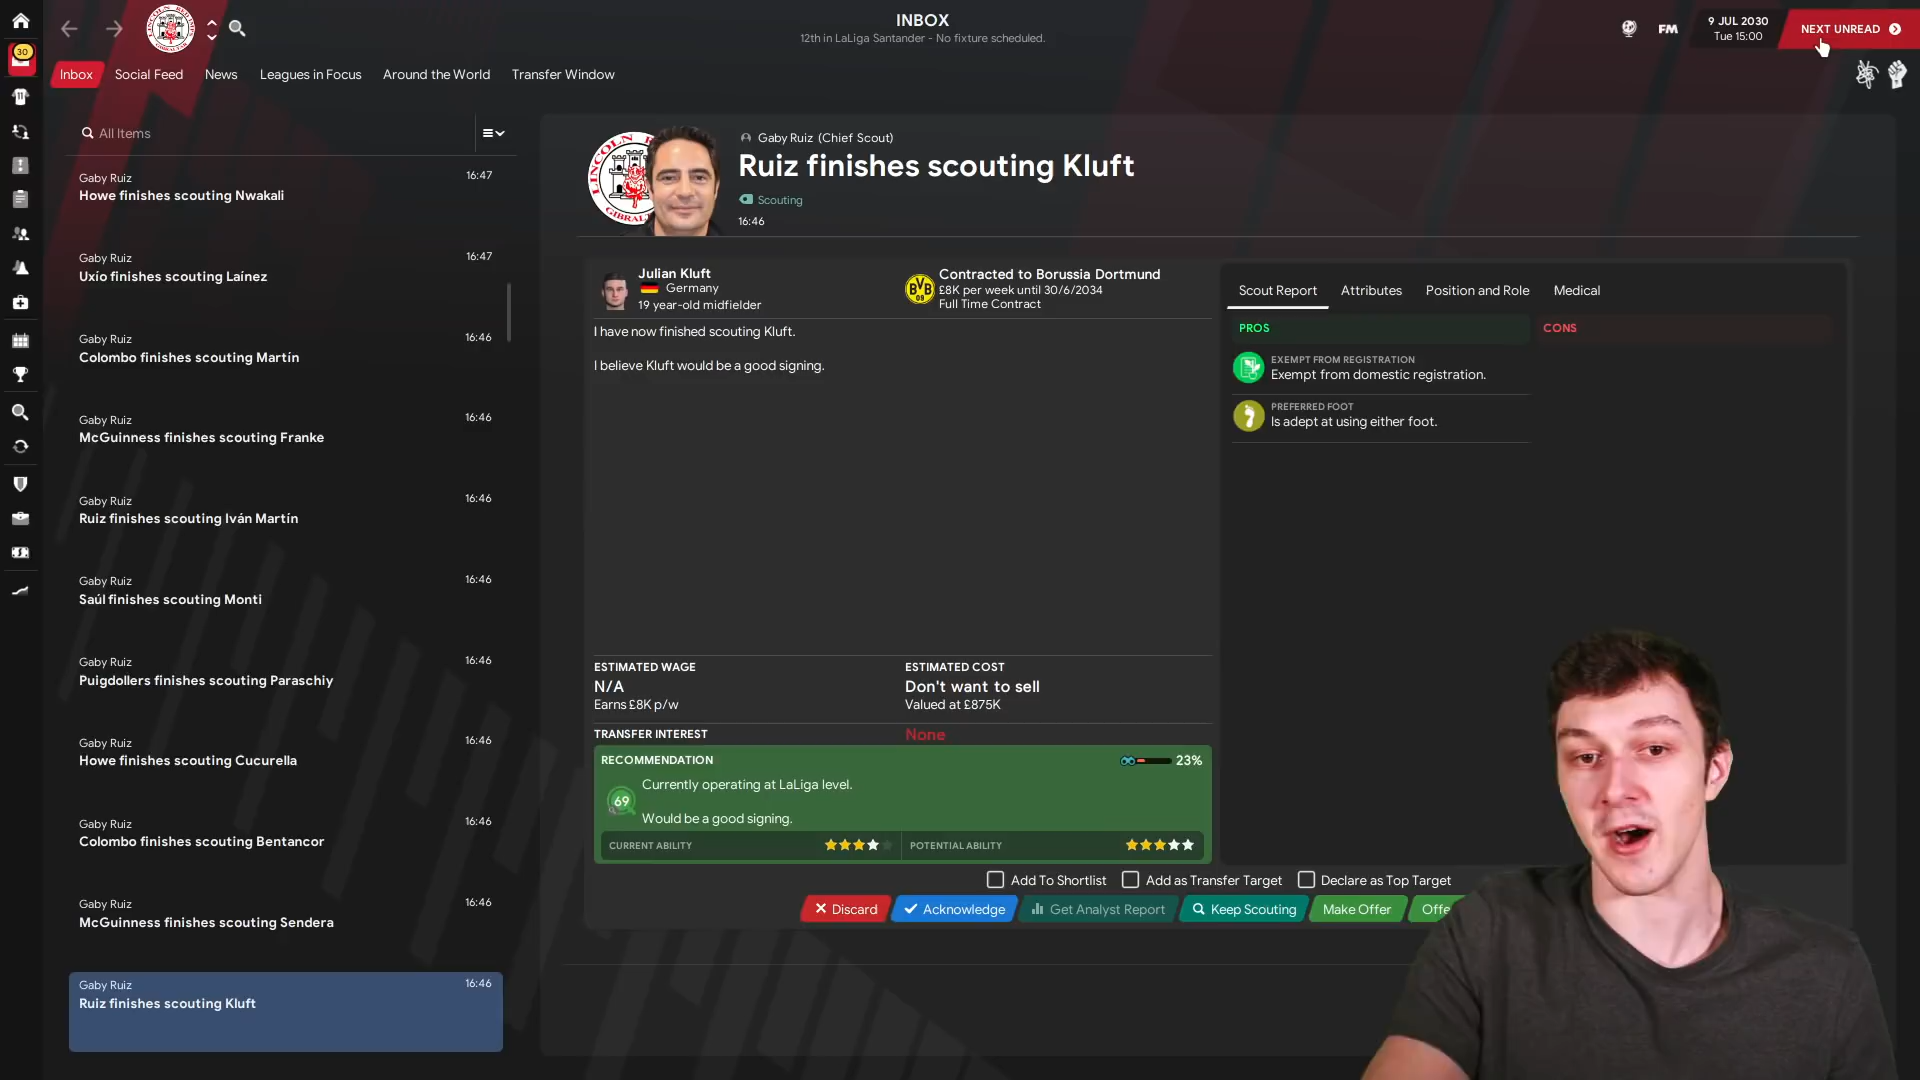 INBOX
12th in LaLiga Santander - No fixture scheduled.
FM
9 JUL 2030
Tue 15:00
NEXT UNREAD
30
Inbox
Social Feed
News
Leagues in Focus
Around the World
Transfer Window
All Items
Gaby Ruiz
16:47
Howe finishes scouting Nwakali
Gaby Ruiz
16:47
Uxío finishes scouting Laínez
Gaby Ruiz
16:46
Colombo finishes scouting Martín
Gaby Ruiz
16:46
McGuinness finishes scouting Franke
Gaby Ruiz
16:46
Ruiz finishes scouting Iván Martín
Gaby Ruiz
16:46
Saúl finishes scouting Monti
Gaby Ruiz
16:46
Puigdollers finishes scouting Paraschiy
Gaby Ruiz
16:46
Howe finishes scouting Cucurella
Gaby Ruiz
16:46
Colombo finishes scouting Bentancor
Gaby Ruiz
16:46
McGuinness finishes scouting Sendera
Gaby Ruiz
16:46
Ruiz finishes scouting Kluft
Gaby Ruiz (Chief Scout)
Ruiz finishes scouting Kluft
Scouting
16:46
Julian Kluft
Germany
19 year-old midfielder
BVB
09
Contracted to Borussia Dortmund
£8K per week until 30/6/2034
Full Time Contract
I have now finished scouting Kluft.
I believe Kluft would be a good signing.
ESTIMATED WAGE
N/A
Earns £8K p/w
ESTIMATED COST
Don't want to sell
Valued at £875K
TRANSFER INTEREST
None
RECOMMENDATION
23%
Currently operating at LaLiga level.
69
Would be a good signing.
CURRENT ABILITY
POTENTIAL ABILITY
Scout Report
Attributes
Position and Role
Medical
PROS
CONS
EXEMPT FROM REGISTRATION
Exempt from domestic registration.
PREFERRED FOOT
Is adept at using either foot.
Add To Shortlist
Add as Transfer Target
Declare as Top Target
Discard
Acknowledge
Get Analyst Report
Keep Scouting
Make Offer
Offe